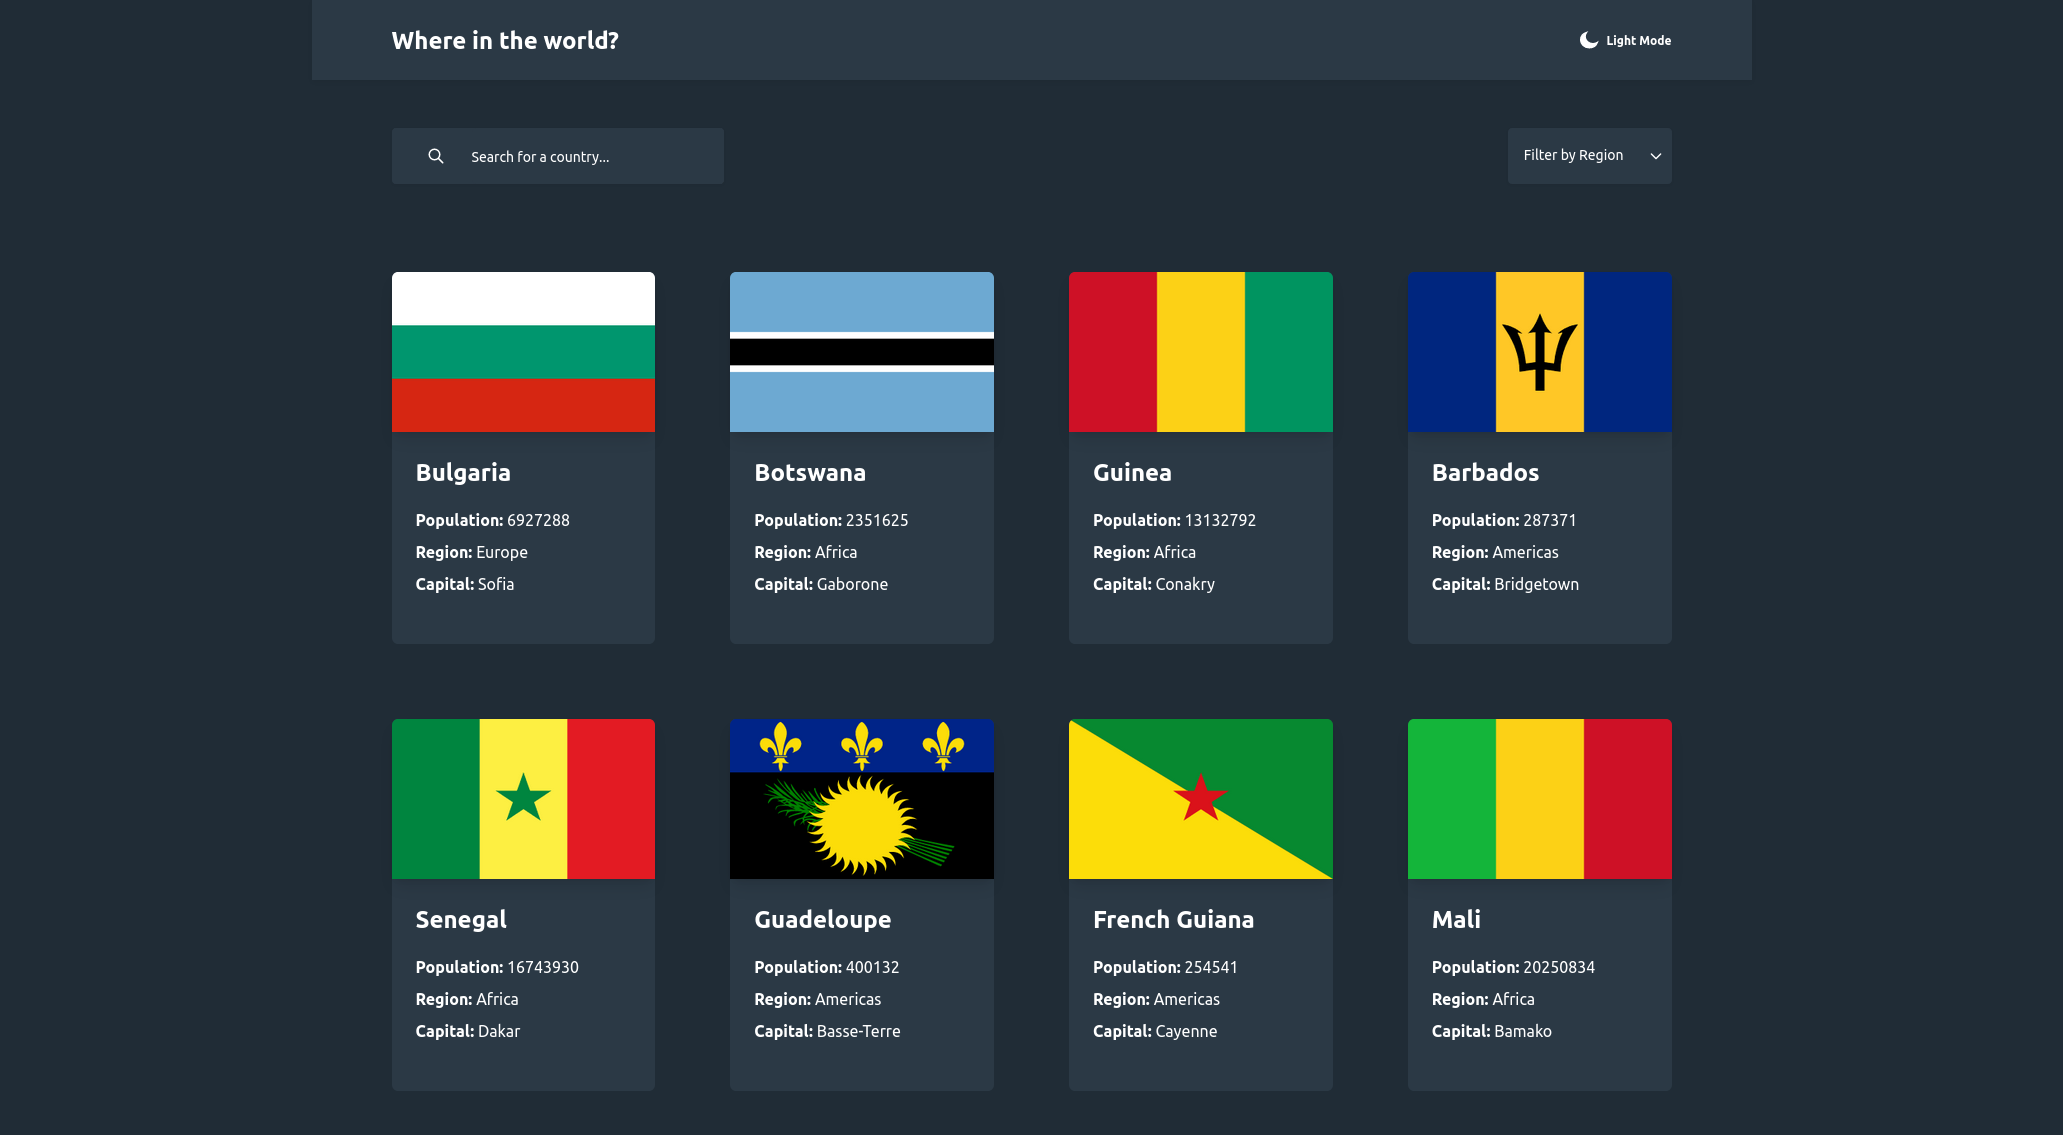 Where in the world?
Light Mode
Search for a country...
Filter by Region
Bulgaria
Population: 6927288
Region: Europe
Capital: Sofia
Botswana
Population: 2351625
Region: Africa
Capital: Gaborone
Guinea
Population: 13132792
Region: Africa
Capital: Conakry
Barbados
Population: 287371
Region: Americas
Capital: Bridgetown
Senegal
Population: 16743930
Region: Africa
Capital: Dakar
Guadeloupe
Population: 400132
Region: Americas
Capital: Basse-Terre
French Guiana
Population: 254541
Region: Americas
Capital: Cayenne
Mali
Population: 20250834
Region: Africa
Capital: Bamako